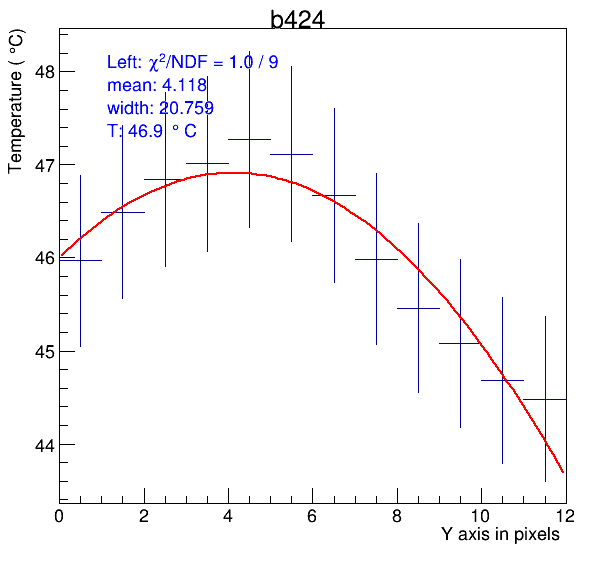 b424
Temperature ( °C)
Left: χ²/NDF = 1.0 / 9
mean: 4.118
width: 20.759
T: 46.9 ° C
48
47
46
45
44
0 2 4 6 8 10 12
Y axis in pixels